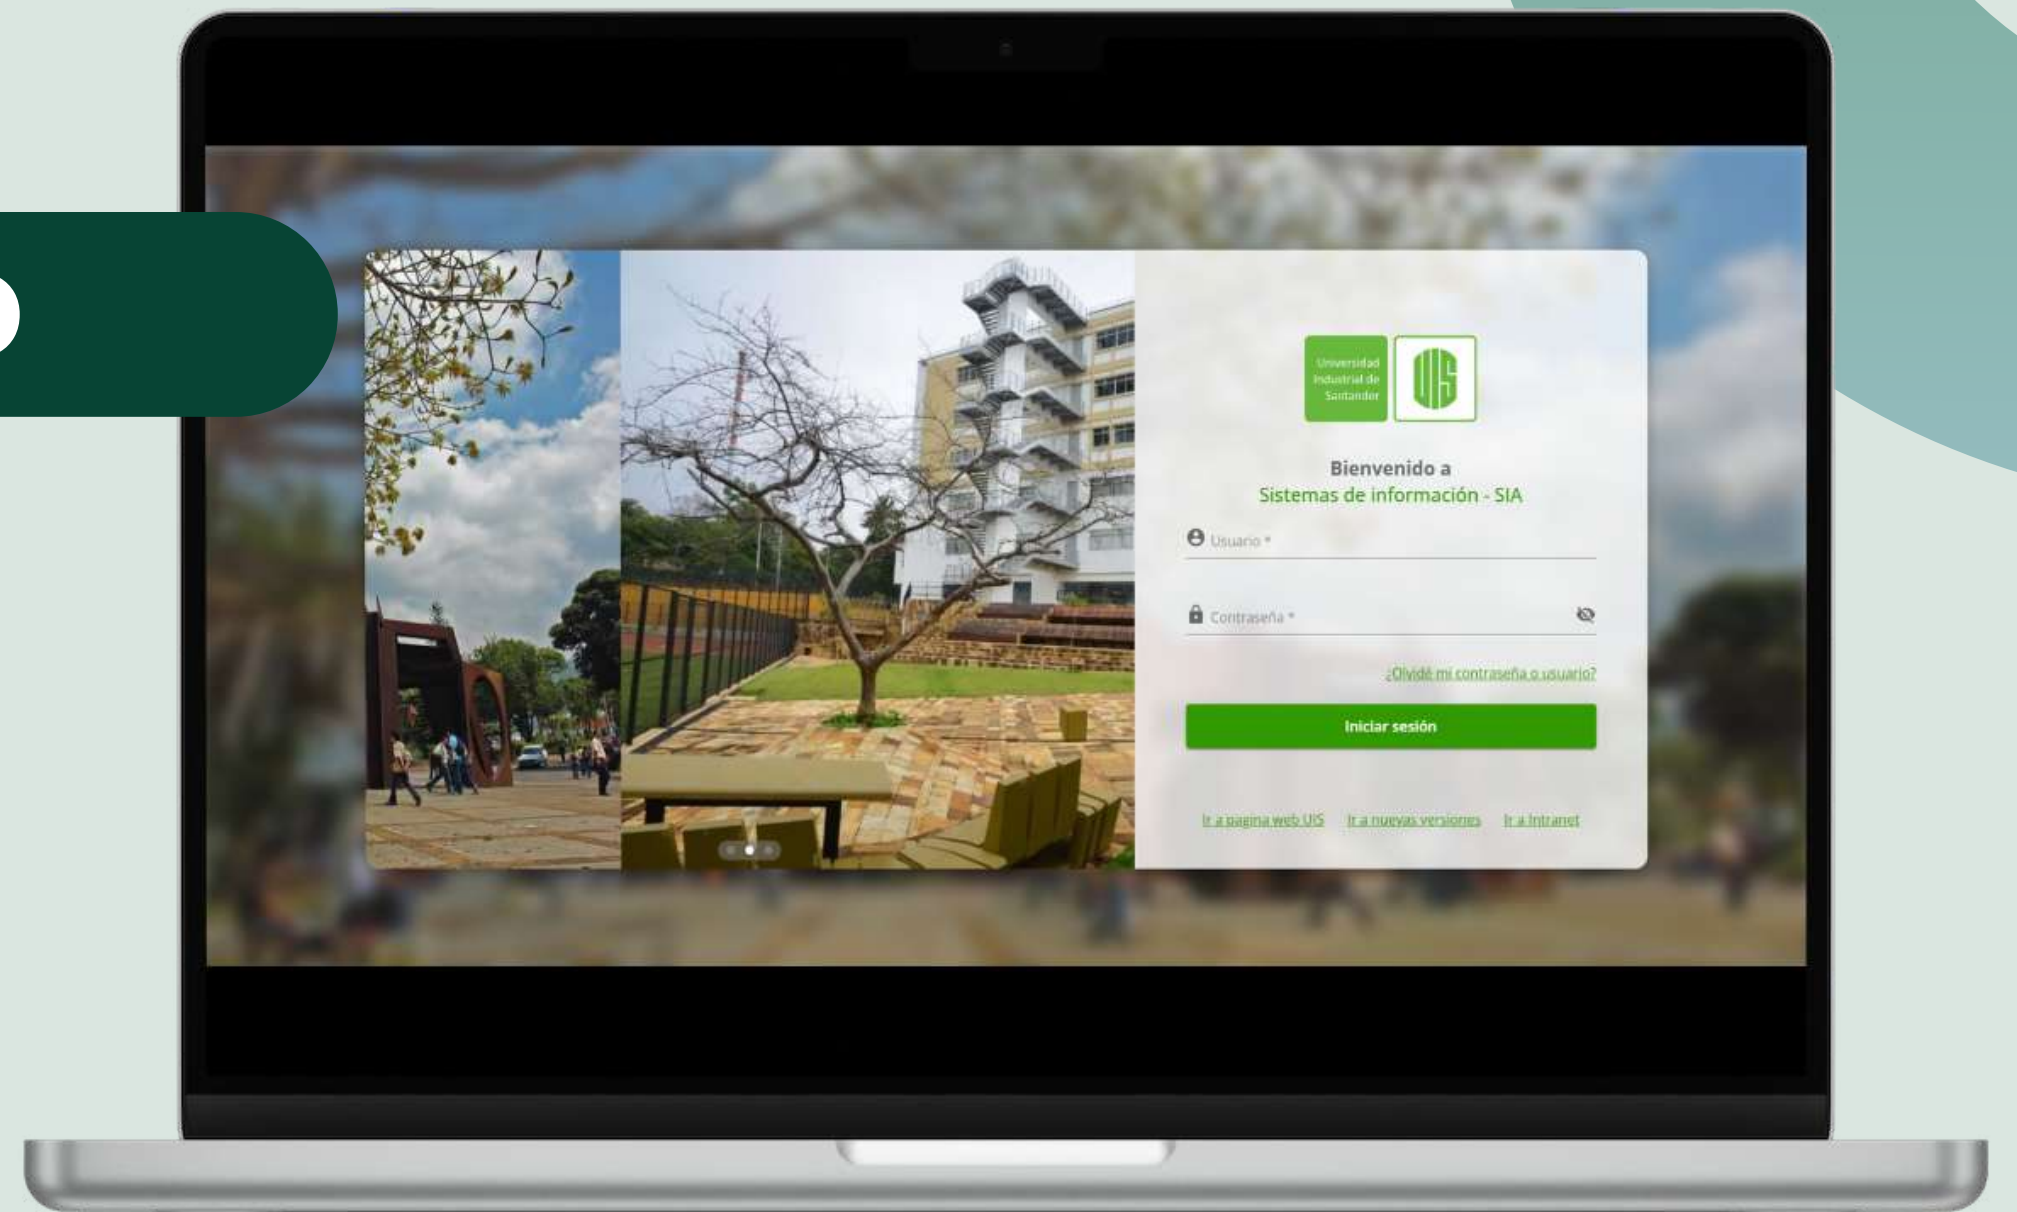 Universidad
Industrial de
Santander
UIS
Bienvenido a
Sistemas de información - SIA
Usuario *
Contraseña *
¿Olvidé mi contraseña o usuario?
Iniciar sesión
Ir a pagina web UIS Ir a nuevas versiones Ir a Intranet